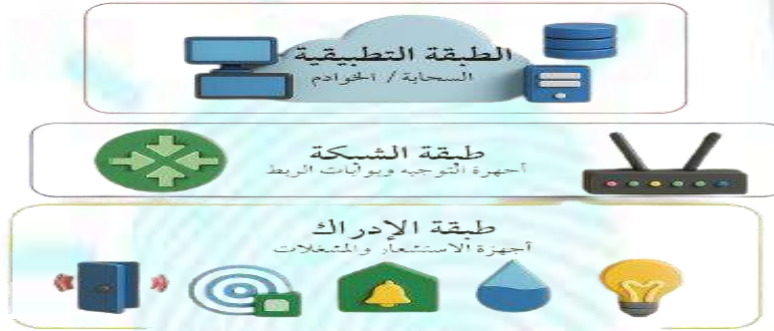 الطبقة التطبيقية
السحابة / الخوادم
طبقة الشبكة
أجهزة التوجيه وبوابات الربط
طبقة الإدراك
أجهزة الاستشعار والمشغلات